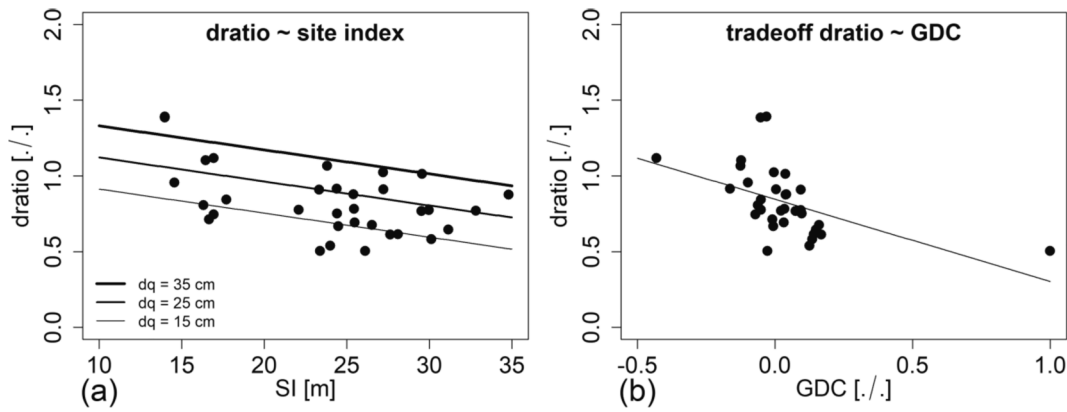 dratio ~ site index
dratio [./.]
2.0
1.5
1.0
0.5
0.0
dq = 35 cm
dq = 25 cm
dq = 15 cm
10 15 20 25 30 35
(a) SI [m]
tradeoff dratio ~ GDC
dratio [./.]
2.0
1.5
1.0
0.5
0.0
-0.5 0.0 0.5 1.0
(b) GDC [./.]